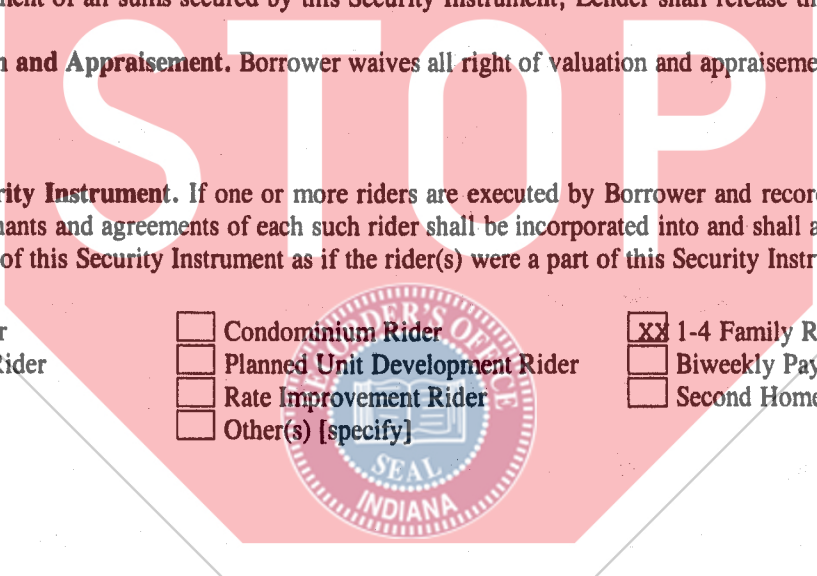 STOP
of all sums secured by this Security Instrument, Lender shall release
and Appraisement. Borrower waives all right of valuation and appraiseme
rity Instrument. If one or more riders are executed by Borrower and recor
nants and agreements of each such rider shall be incorporated into and shall a
of this Security Instrument as if the rider(s) were a part of this Security Instr
r Condominium Rider XX 1-4 Family R
Rider Planned Unit Development Rider Biweekly Pay
Rate Improvement Rider Second Home
Other(s) [specify]
RECORDER'S OFFICE
SEAL
INDIANA